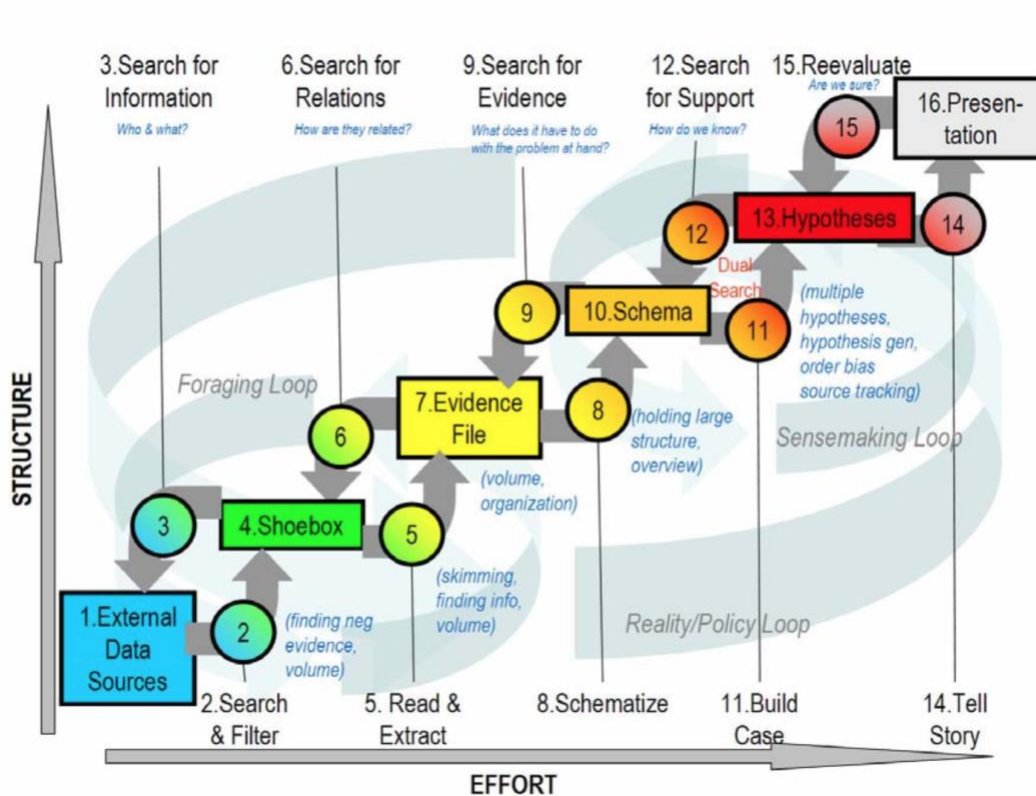 3.Search for
Information
Who & what?
6.Search for
Relations
How are they related?
9.Search for
Evidence
What does it have to do
with the problem at hand?
12.Search
for Support
How do we know?
15.Reevaluate
Are we sure?
15
16.Presen-
tation
14
13.Hypotheses
12
Dual
Search
11
(multiple
hypotheses,
hypothesis gen,
order bias
source tracking)
9
10.Schema
8
(holding large
structure,
overview)
Foraging Loop
Sensemaking Loop
6
7.Evidence
File
(volume,
organization)
3
4.Shoebox
5
(skimming,
finding info,
volume)
1.External
Data
Sources
2
(finding neg
evidence,
volume)
Reality/Policy Loop
2.Search
& Filter
5. Read &
Extract
8.Schematize
11.Build
Case
14.Tell
Story
STRUCTURE
EFFORT